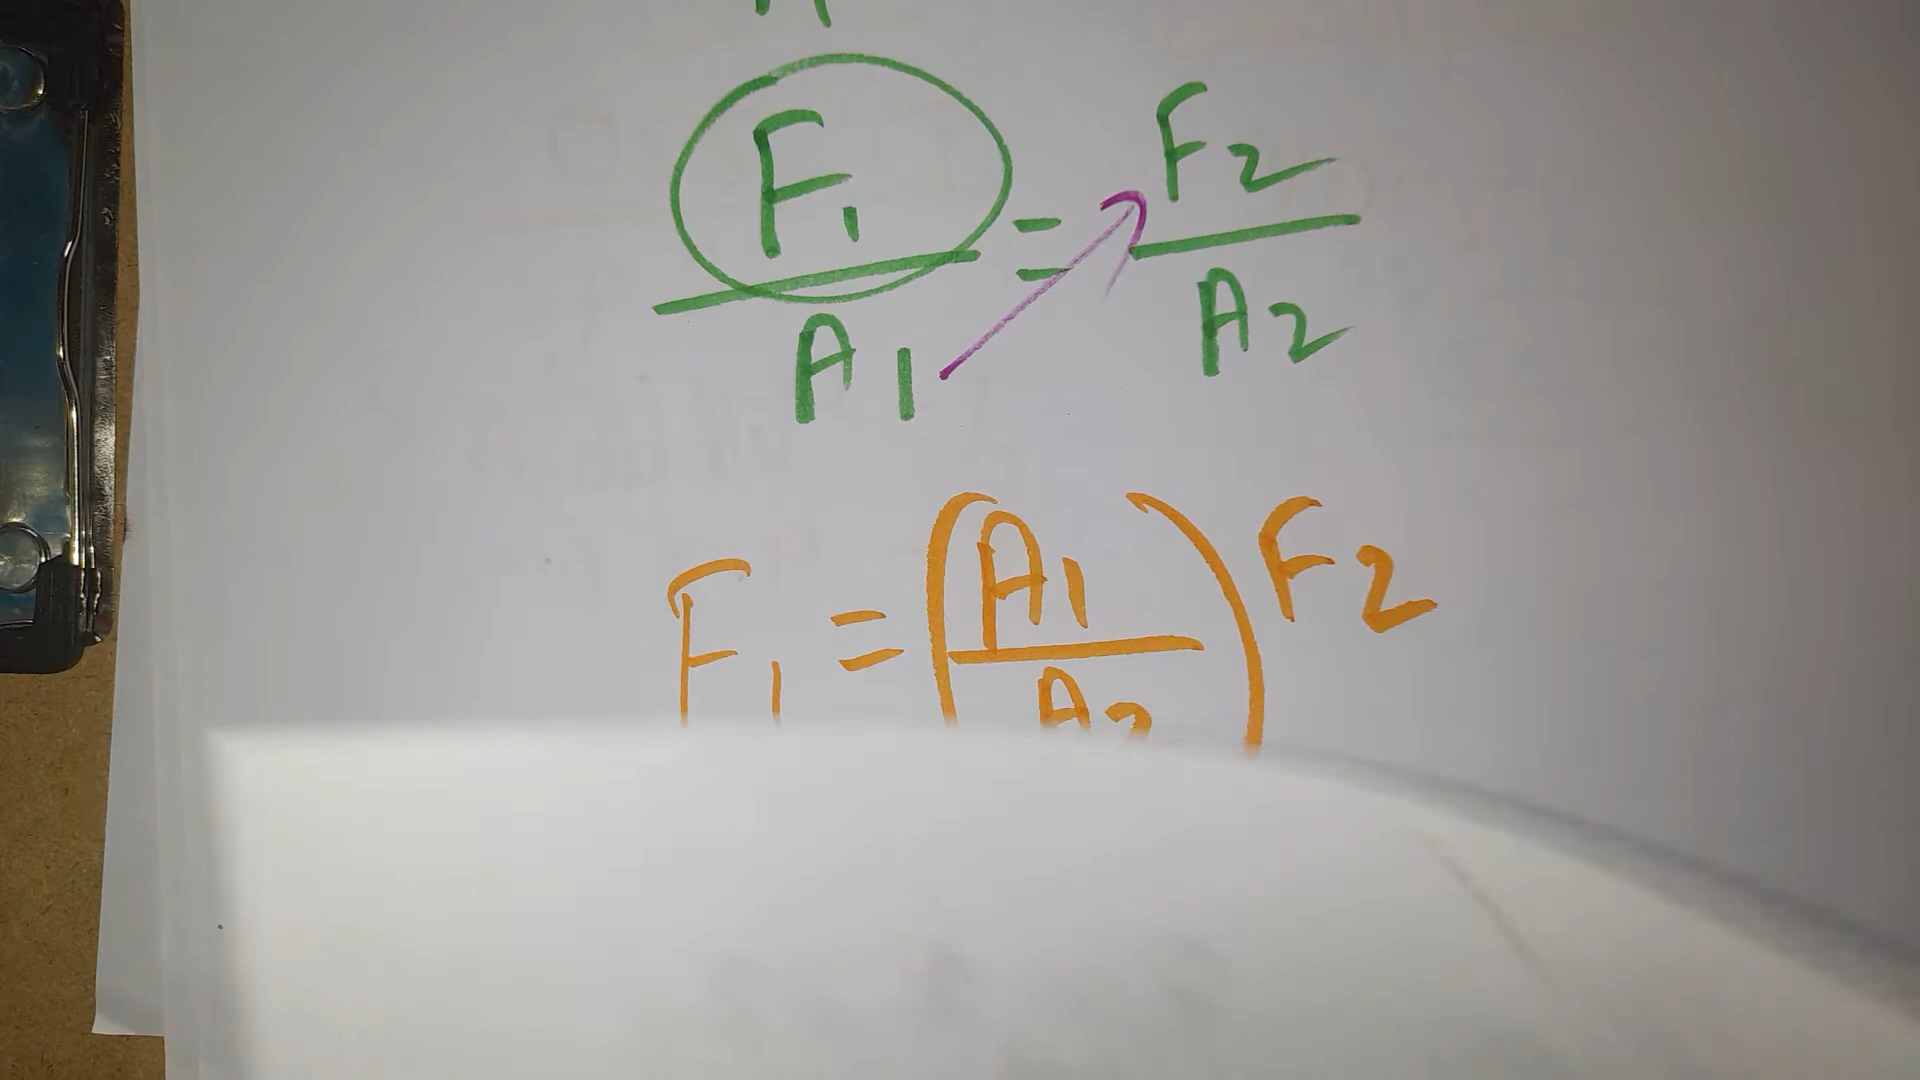 F1/A1 = F2/A2
F1 = (A1/A2) F2